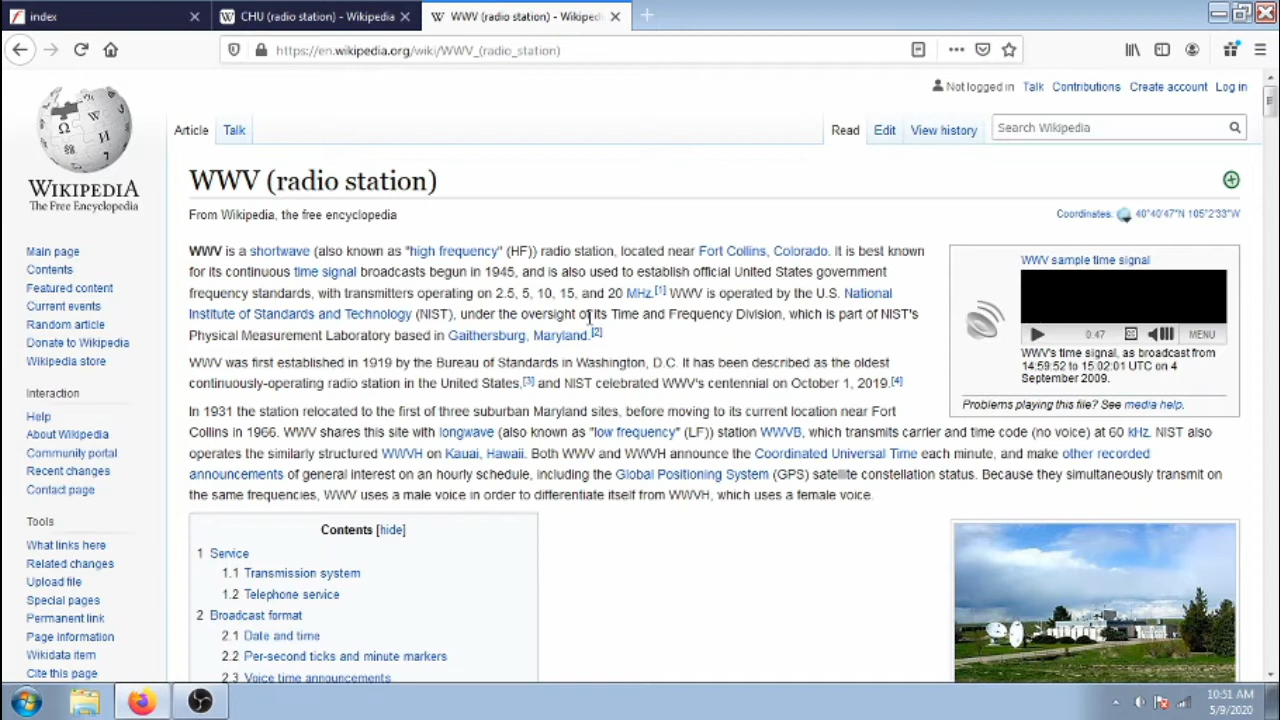 index
CHU (radio station) - Wikipedia
WWV (radio station) - Wikiped
https://en.wikipedia.org/wiki/WWV_(radio_station)
Not logged in Talk Contributions Create account Log in
Article Talk Read Edit View history Search Wikipedia
WIKIPEDIA
The Free Encyclopedia
Main page
Contents
Featured content
Current events
Random article
Donate to Wikipedia
Wikipedia store
Interaction
Help
About Wikipedia
Community portal
Recent changes
Contact page
Tools
What links here
Related changes
Upload file
Special pages
Permanent link
Page information
Wikidata item
Cite this page
WWV (radio station)
From Wikipedia, the free encyclopedia
Coordinates: 40°40′47″N 105°2′33″W
WWV is a shortwave (also known as "high frequency" (HF)) radio station, located near Fort Collins, Colorado. It is best known
for its continuous time signal broadcasts begun in 1945, and is also used to establish official United States government
frequency standards, with transmitters operating on 2.5, 5, 10, 15, and 20 MHz.[1] WWV is operated by the U.S. National
Institute of Standards and Technology (NIST), under the oversight of its Time and Frequency Division, which is part of NIST's
Physical Measurement Laboratory based in Gaithersburg, Maryland.[2]
WWV was first established in 1919 by the Bureau of Standards in Washington, D.C. It has been described as the oldest
continuously-operating radio station in the United States,[3] and NIST celebrated WWV's centennial on October 1, 2019.[4]
In 1931 the station relocated to the first of three suburban Maryland sites, before moving to its current location near Fort
Collins in 1966. WWV shares this site with longwave (also known as "low frequency" (LF)) station WWVB, which transmits carrier and time code (no voice) at 60 kHz. NIST also
operates the similarly structured WWVH on Kauai, Hawaii. Both WWV and WWVH announce the Coordinated Universal Time each minute, and make other recorded
announcements of general interest on an hourly schedule, including the Global Positioning System (GPS) satellite constellation status. Because they simultaneously transmit on
the same frequencies, WWV uses a male voice in order to differentiate itself from WWVH, which uses a female voice.
WWV sample time signal
0:47 MENU
WWV's time signal, as broadcast from
14:59:52 to 15:02:01 UTC on 4
September 2009.
Problems playing this file? See media help.
Contents [hide]
1 Service
1.1 Transmission system
1.2 Telephone service
2 Broadcast format
2.1 Date and time
2.2 Per-second ticks and minute markers
2.3 Voice time announcements
10:51 AM
5/9/2020